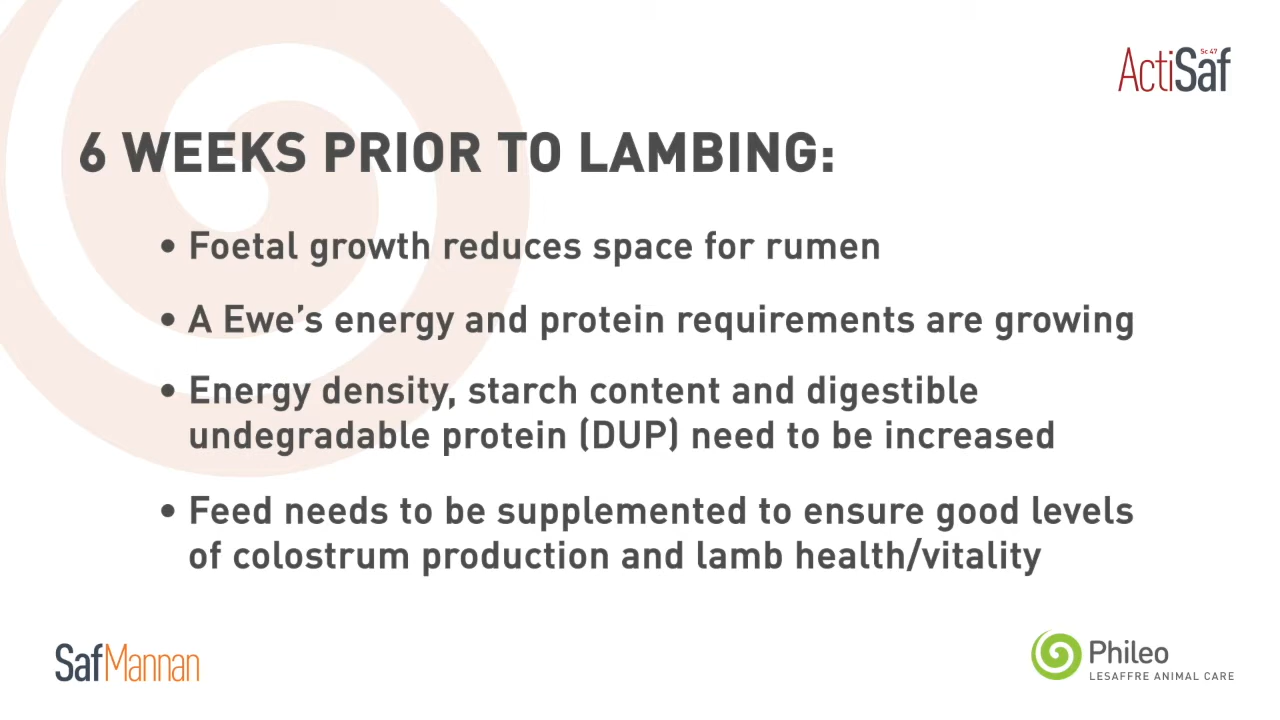 ActiSaf Sc 47
6 WEEKS PRIOR TO LAMBING:
• Foetal growth reduces space for rumen
• A Ewe’s energy and protein requirements are growing
• Energy density, starch content and digestible
undegradable protein (DUP) need to be increased
• Feed needs to be supplemented to ensure good levels
of colostrum production and lamb health/vitality
SafMannan
Phileo
LESAFFRE ANIMAL CARE